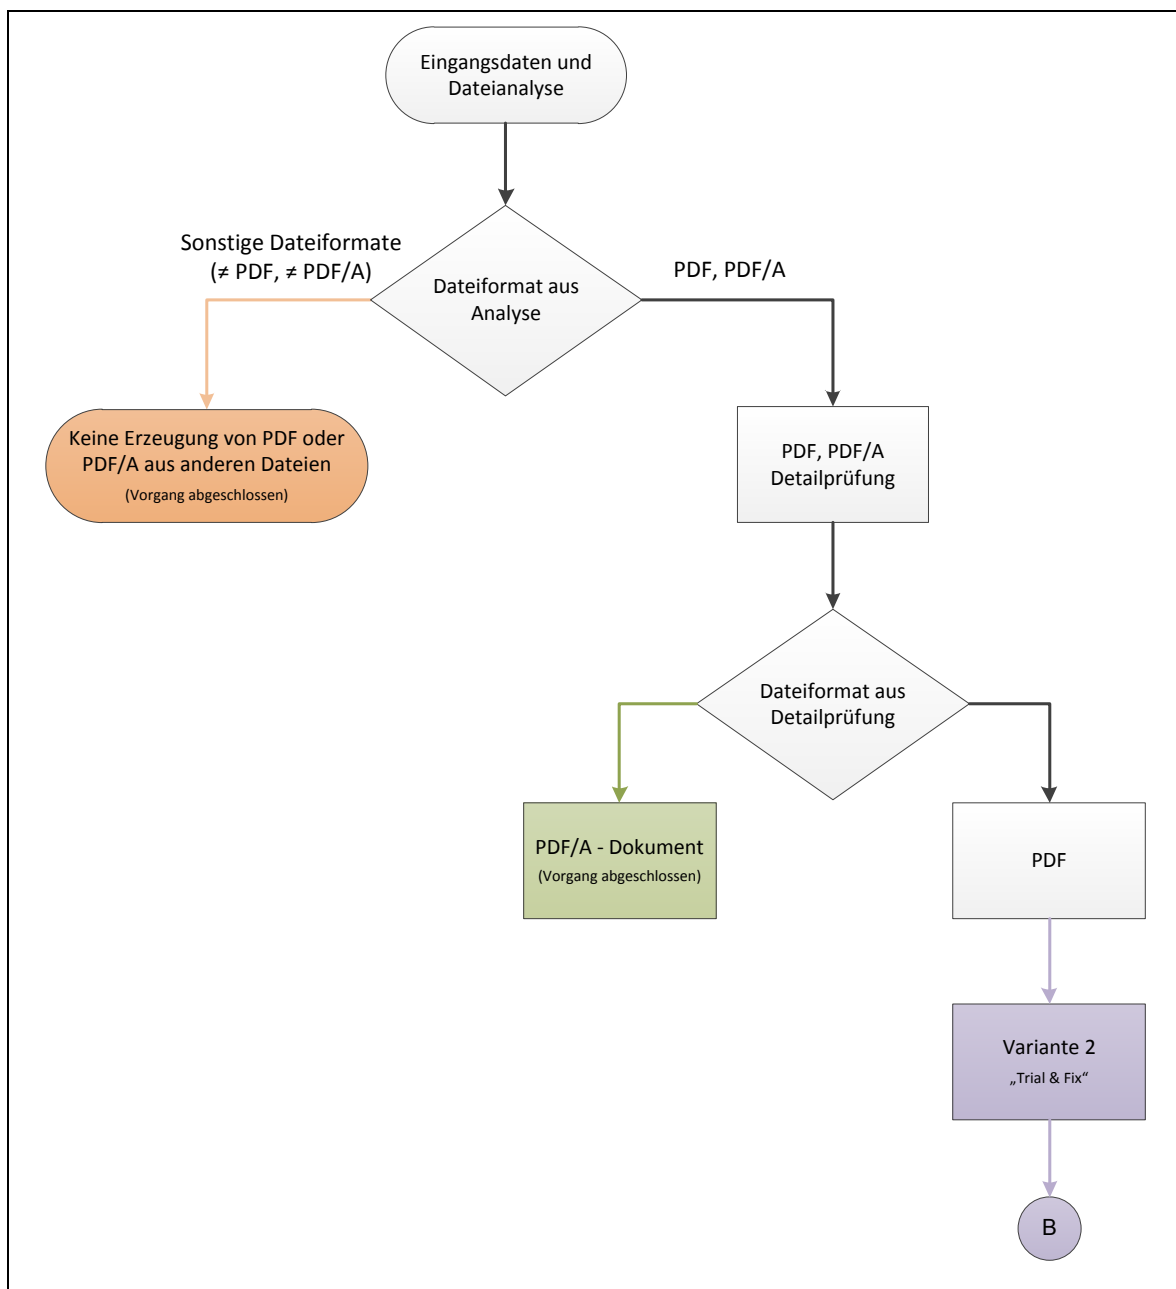 Eingangsdaten und
Dateianalyse
Sonstige Dateiformate
(≠ PDF, ≠ PDF/A)
PDF, PDF/A
Dateiformat aus
Analyse
Keine Erzeugung von PDF oder
PDF/A aus anderen Dateien
(Vorgang abgeschlossen)
PDF, PDF/A
Detailprüfung
Dateiformat aus
Detailprüfung
PDF/A - Dokument
(Vorgang abgeschlossen)
PDF
Variante 2
„Trial & Fix“
B